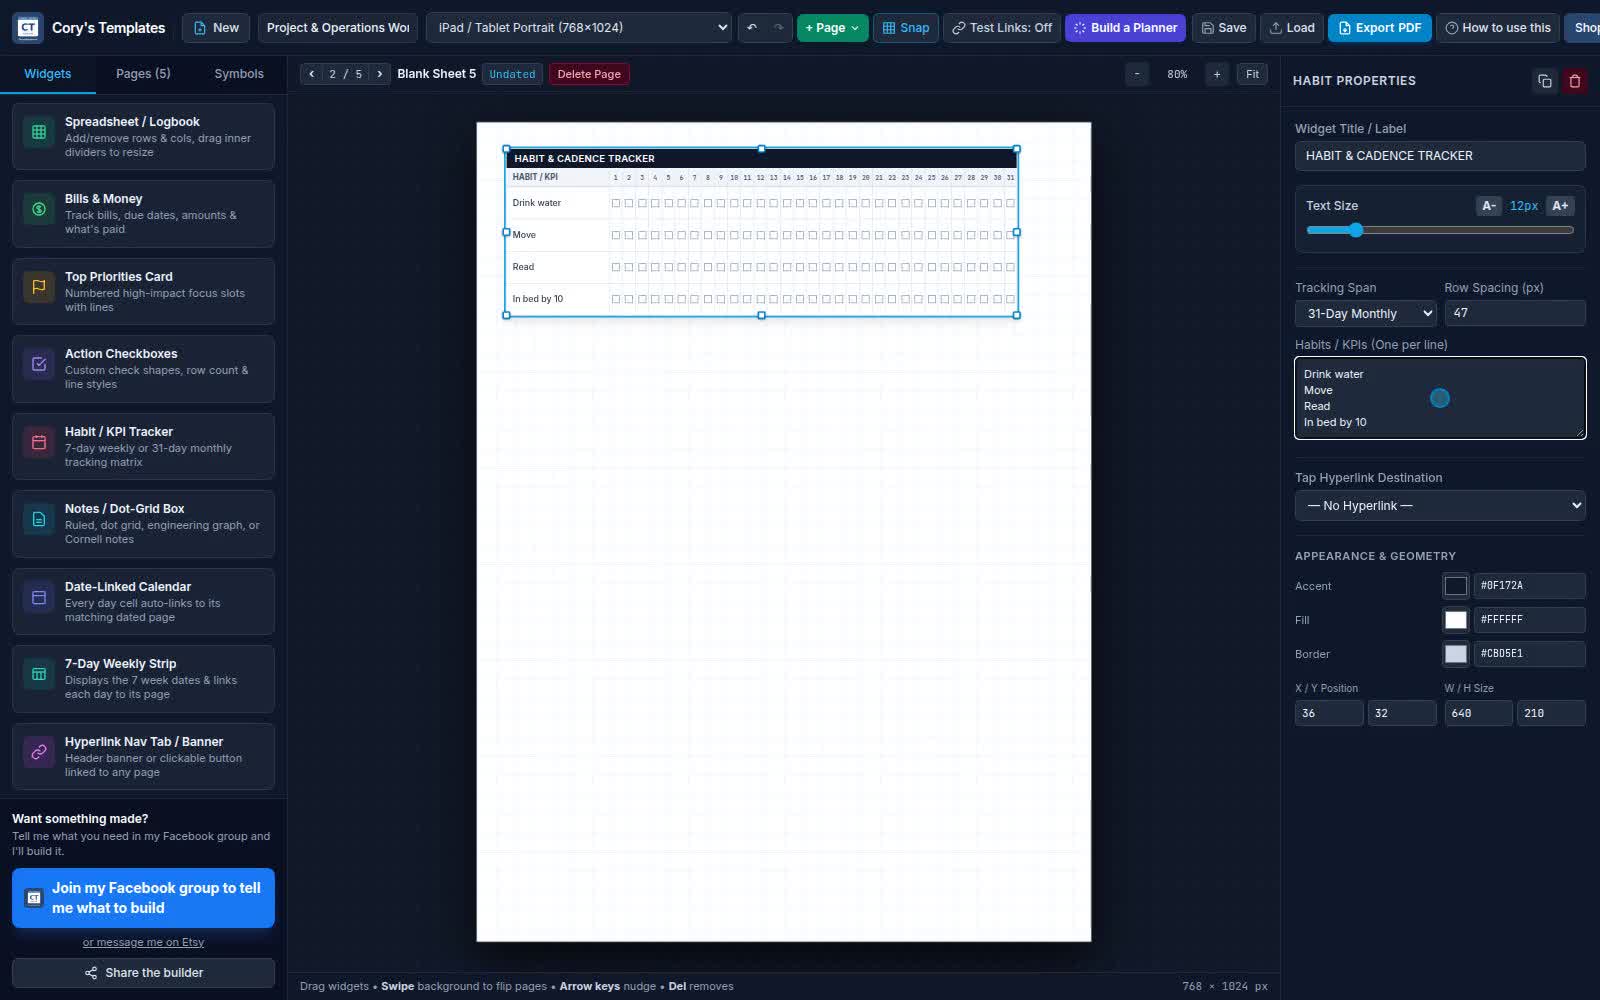 CT Cory's Templates
New
Project & Operations Wor
iPad / Tablet Portrait (768×1024)
+ Page
Snap
Test Links: Off
Build a Planner
Save
Load
Export PDF
How to use this
Shop
Widgets
Pages (5)
Symbols
2 / 5
Blank Sheet 5
Undated
Delete Page
-
80%
+
Fit
Spreadsheet / Logbook
Add/remove rows & cols, drag inner
dividers to resize
Bills & Money
Track bills, due dates, amounts &
what's paid
Top Priorities Card
Numbered high-impact focus slots
with lines
Action Checkboxes
Custom check shapes, row count &
line styles
Habit / KPI Tracker
7-day weekly or 31-day monthly
tracking matrix
Notes / Dot-Grid Box
Ruled, dot grid, engineering graph, or
Cornell notes
Date-Linked Calendar
Every day cell auto-links to its
matching dated page
7-Day Weekly Strip
Displays the 7 week dates & links
each day to its page
Hyperlink Nav Tab / Banner
Header banner or clickable button
linked to any page
Want something made?
Tell me what you need in my Facebook group and
I'll build it.
CT
Join my Facebook group to tell
me what to build
or message me on Etsy
Share the builder
HABIT & CADENCE TRACKER
HABIT / KPI 1 2 3 4 5 6 7 8 9 10 11 12 13 14 15 16 17 18 19 20 21 22 23 24 25 26 27 28 29 30 31
Drink water
Move
Read
In bed by 10
Drag widgets • Swipe background to flip pages • Arrow keys nudge • Del removes
768 × 1024 px
HABIT PROPERTIES
Widget Title / Label
HABIT & CADENCE TRACKER
Text Size
A- 12px A+
Tracking Span
Row Spacing (px)
31-Day Monthly
47
Habits / KPIs (One per line)
Drink water
Move
Read
In bed by 10
Tap Hyperlink Destination
— No Hyperlink —
APPEARANCE & GEOMETRY
Accent
#0F172A
Fill
#FFFFFF
Border
#CBD5E1
X / Y Position
W / H Size
36
32
640
210